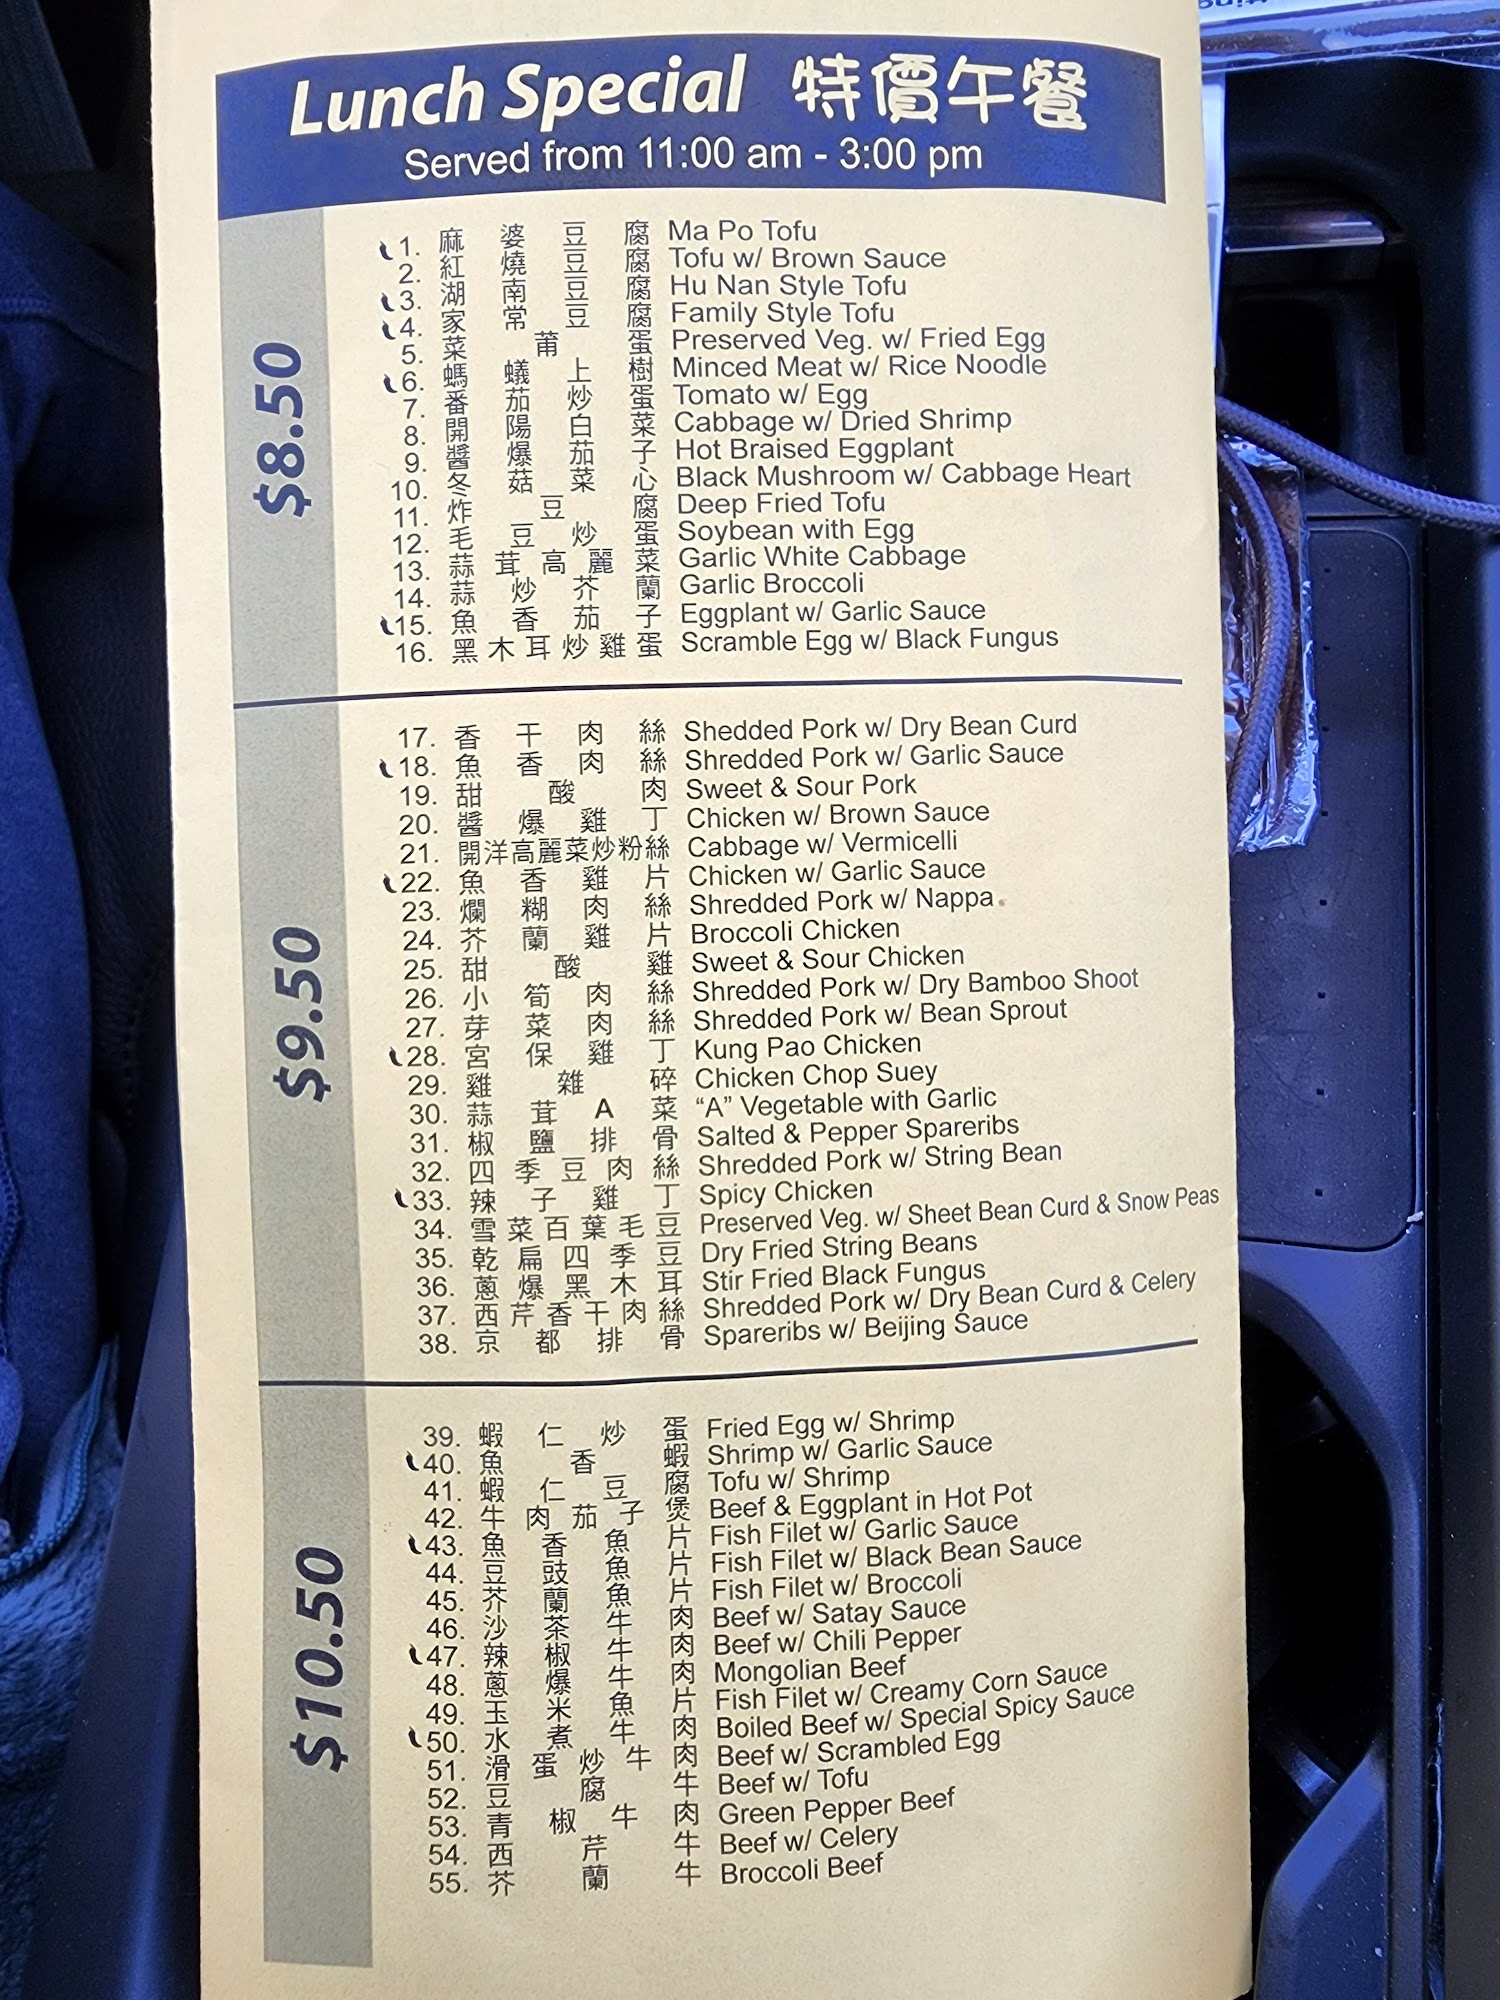 Lunch Special 特價午餐
Served from 11:00 am - 3:00 pm
$8.50
1. 麻婆豆腐 Ma Po Tofu
2. 紅燒豆腐 Tofu w/ Brown Sauce
3. 湖南豆腐 Hu Nan Style Tofu
4. 家常豆腐 Family Style Tofu
5. 菜莆蛋 Preserved Veg. w/ Fried Egg
6. 螞蟻上樹 Minced Meat w/ Rice Noodle
7. 番茄炒蛋 Tomato w/ Egg
8. 開陽白菜 Cabbage w/ Dried Shrimp
9. 醬爆茄子 Hot Braised Eggplant
10. 冬菇菜心 Black Mushroom w/ Cabbage Heart
11. 炸豆腐 Deep Fried Tofu
12. 毛豆炒蛋 Soybean with Egg
13. 蒜茸高麗菜 Garlic White Cabbage
14. 蒜炒芥蘭 Garlic Broccoli
15. 魚香茄子 Eggplant w/ Garlic Sauce
16. 黑木耳炒雞蛋 Scramble Egg w/ Black Fungus
$9.50
17. 香干肉絲 Shedded Pork w/ Dry Bean Curd
18. 魚香肉絲 Shredded Pork w/ Garlic Sauce
19. 甜酸肉 Sweet & Sour Pork
20. 醬爆雞丁 Chicken w/ Brown Sauce
21. 開洋高麗菜炒粉絲 Cabbage w/ Vermicelli
22. 魚香雞片 Chicken w/ Garlic Sauce
23. 爛糊肉絲 Shredded Pork w/ Nappa
24. 芥蘭雞片 Broccoli Chicken
25. 甜酸雞 Sweet & Sour Chicken
26. 小筍肉絲 Shredded Pork w/ Dry Bamboo Shoot
27. 芽菜肉絲 Shredded Pork w/ Bean Sprout
28. 宮保雞丁 Kung Pao Chicken
29. 雞雜碎 Chicken Chop Suey
30. 蒜茸A菜 “A” Vegetable with Garlic
31. 椒鹽排骨 Salted & Pepper Spareribs
32. 四季豆肉絲 Shredded Pork w/ String Bean
33. 辣子雞丁 Spicy Chicken
34. 雪菜百葉毛豆 Preserved Veg. w/ Sheet Bean Curd & Snow Peas
35. 乾扁四季豆 Dry Fried String Beans
36. 蔥爆黑木耳 Stir Fried Black Fungus
37. 西芹香干肉絲 Shredded Pork w/ Dry Bean Curd & Celery
38. 京都排骨 Spareribs w/ Beijing Sauce
$10.50
39. 蝦仁炒蛋 Fried Egg w/ Shrimp
40. 魚香蝦 Shrimp w/ Garlic Sauce
41. 蝦仁豆腐 Tofu w/ Shrimp
42. 牛肉茄子煲 Beef & Eggplant in Hot Pot
43. 魚香魚片 Fish Filet w/ Garlic Sauce
44. 豆豉魚片 Fish Filet w/ Black Bean Sauce
45. 芥蘭魚片 Fish Filet w/ Broccoli
46. 沙茶牛肉 Beef w/ Satay Sauce
47. 辣椒牛肉 Beef w/ Chili Pepper
48. 蔥爆牛肉 Mongolian Beef
49. 玉米魚片 Fish Filet w/ Creamy Corn Sauce
50. 水煮牛肉 Boiled Beef w/ Special Spicy Sauce
51. 滑蛋炒牛肉 Beef w/ Scrambled Egg
52. 豆腐牛 Beef w/ Tofu
53. 青椒牛肉 Green Pepper Beef
54. 西芹牛 Beef w/ Celery
55. 芥蘭牛 Broccoli Beef